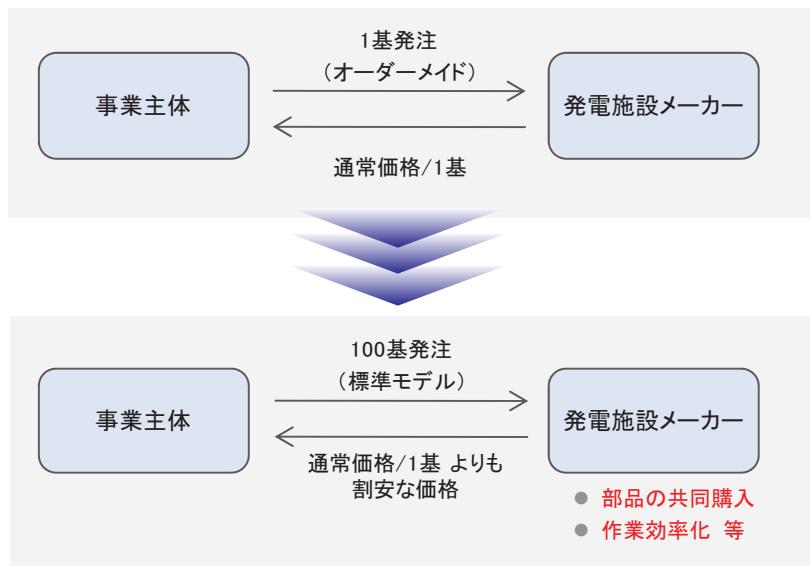 1基発注
（オーダーメイド）
事業主体
発電施設メーカー
通常価格/1基
100基発注
（標準モデル）
事業主体
発電施設メーカー
通常価格/1基 よりも
割安な価格
● 部品の共同購入
● 作業効率化 等